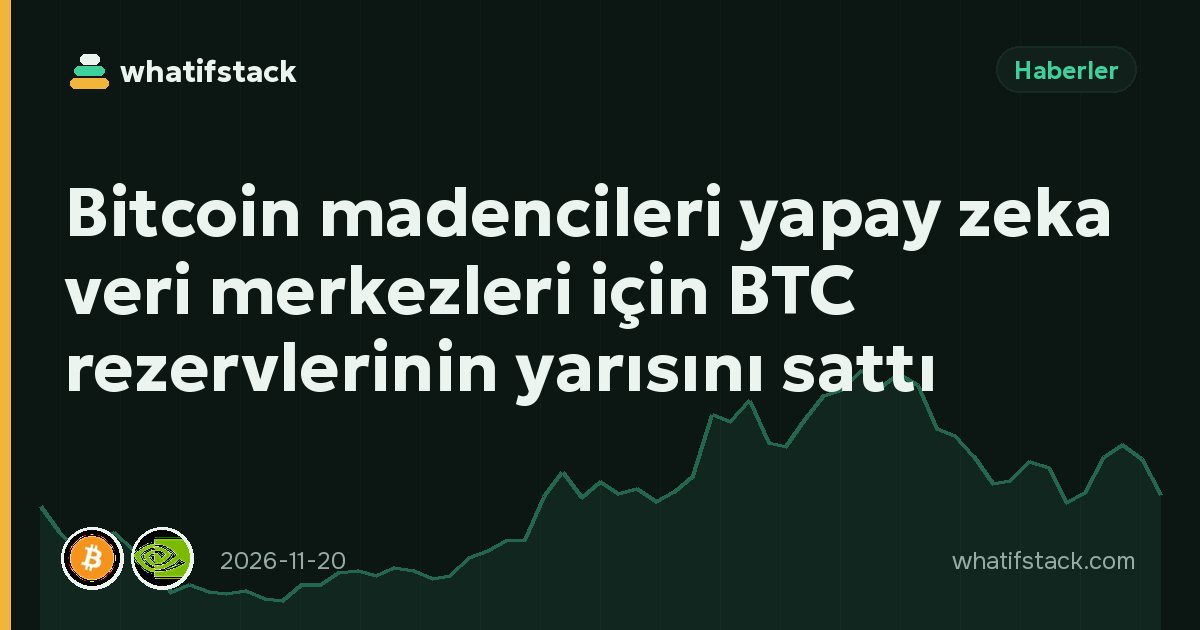 whatifstack
Haberler
Bitcoin madencileri yapay zeka
veri merkezleri için BTC
rezervlerinin yarısını sattı
2026-11-20
whatifstack.com